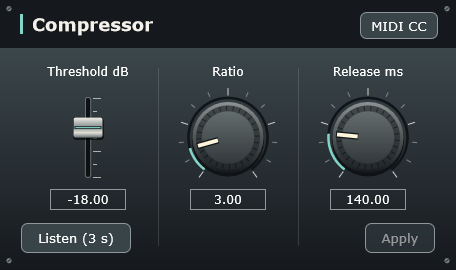 Compressor
MIDI CC
Threshold dB
Ratio
Release ms
-18.00
3.00
140.00
Listen (3 s)
Apply